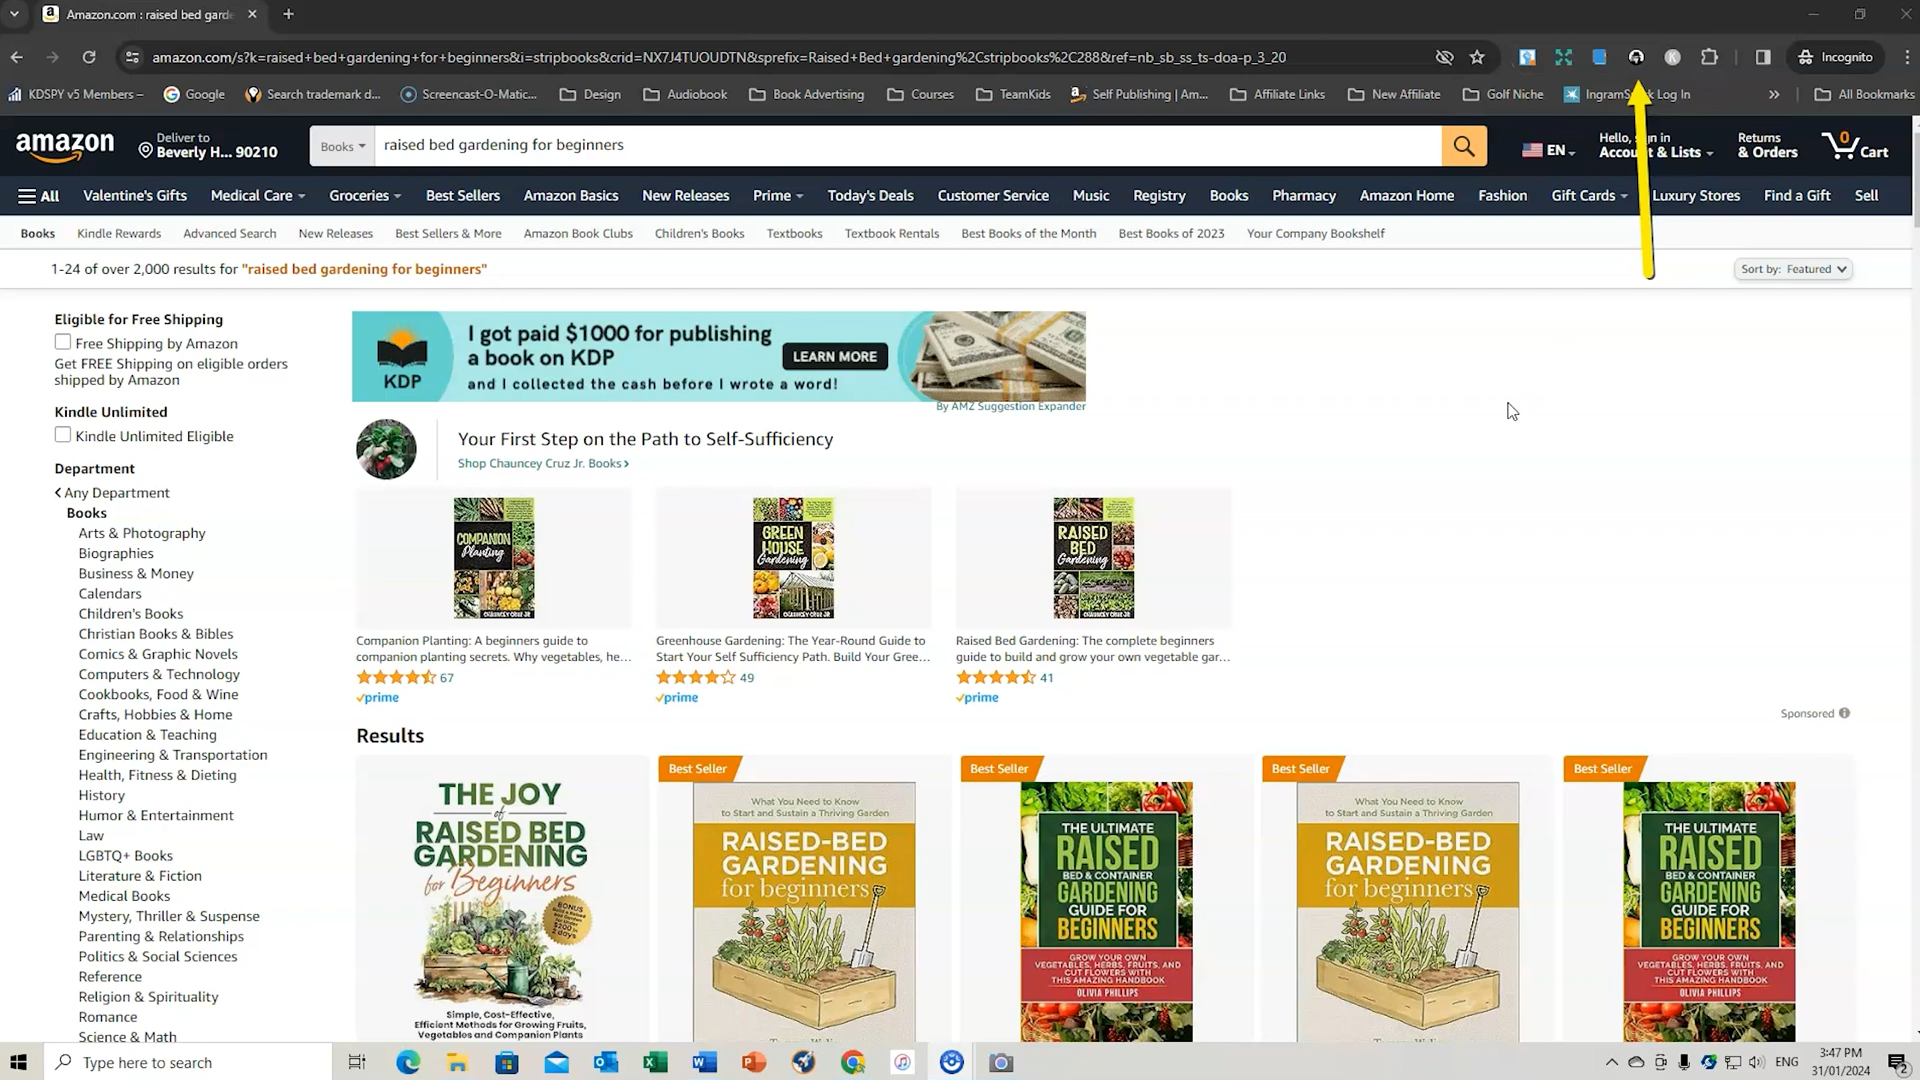 Amazon.com : raised bed garde
amazon.com/s?k=raised+bed+gardening+for+beginners&i=stripbooks&crid=NX7J4TUOUDTN&sprefix=Raised+Bed+gardening%2Cstripbooks%2C288&ref=nb_sb_ss_ts-doa-p_3_20
Incognito
KDSPY v5 Members –
Google
Search trademark d...
Screencast-O-Matic...
Design
Audiobook
Book Advertising
Courses
TeamKids
Self Publishing | Am...
Affiliate Links
New Affiliate
Golf Niche
Log In
All Bookmarks
amazon
Deliver to
Beverly H... 90210
Books
raised bed gardening for beginners
EN
Hello, sign in
Account & Lists
Returns
& Orders
0
Cart
All
Valentine's Gifts
Medical Care
Groceries
Best Sellers
Amazon Basics
New Releases
Prime
Today's Deals
Customer Service
Music
Registry
Books
Pharmacy
Amazon Home
Fashion
Gift Cards
Luxury Stores
Find a Gift
Sell
Books
Kindle Rewards
Advanced Search
New Releases
Best Sellers & More
Amazon Book Clubs
Children's Books
Textbooks
Textbook Rentals
Best Books of the Month
Best Books of 2023
Your Company Bookshelf
1-24 of over 2,000 results for "raised bed gardening for beginners"
Sort by: Featured
Eligible for Free Shipping
Free Shipping by Amazon
Get FREE Shipping on eligible orders
shipped by Amazon
Kindle Unlimited
Kindle Unlimited Eligible
Department
Any Department
Books
Arts & Photography
Biographies
Business & Money
Calendars
Children's Books
Christian Books & Bibles
Comics & Graphic Novels
Computers & Technology
Cookbooks, Food & Wine
Crafts, Hobbies & Home
Education & Teaching
Engineering & Transportation
Health, Fitness & Dieting
History
Humor & Entertainment
Law
LGBTQ+ Books
Literature & Fiction
Medical Books
Mystery, Thriller & Suspense
Parenting & Relationships
Politics & Social Sciences
Reference
Religion & Spirituality
Romance
Science & Math
KDP
I got paid $1000 for publishing
a book on KDP
and I collected the cash before I wrote a word!
LEARN MORE
By AMZ Suggestion Expander
Your First Step on the Path to Self-Sufficiency
Shop Chauncey Cruz Jr. Books
COMPANION
Planting
CHAUNCEY CRUZ JR
GREEN
HOUSE
Gardening
CHAUNCEY CRUZ JR
RAISED
BED
Gardening
CHAUNCEY CRUZ JR
Companion Planting: A beginners guide to
companion planting secrets. Why vegetables, he...
67
prime
Greenhouse Gardening: The Year-Round Guide to
Start Your Self Sufficiency Path. Build Your Gree...
49
prime
Raised Bed Gardening: The complete beginners
guide to build and grow your own vegetable gar...
41
prime
Sponsored
Results
THE JOY
of
RAISED BED
GARDENING
for Beginners
BONUS
Simple, Cost-Effective,
Efficient Methods for Growing Fruits,
Vegetables and Companion Plants
Best Seller
What You Need to Know
to Start and Sustain a Thriving Garden
RAISED-BED
GARDENING
for beginners
Best Seller
THE ULTIMATE
RAISED
BED & CONTAINER
GARDENING
GUIDE FOR
BEGINNERS
GROW YOUR OWN
VEGETABLES, HERBS, FRUITS, AND
CUT FLOWERS WITH
THIS AMAZING HANDBOOK
OLIVIA PHILLIPS
Best Seller
What You Need to Know
to Start and Sustain a Thriving Garden
RAISED-BED
GARDENING
for beginners
Best Seller
THE ULTIMATE
RAISED
BED & CONTAINER
GARDENING
GUIDE FOR
BEGINNERS
GROW YOUR OWN
VEGETABLES, HERBS, FRUITS, AND
CUT FLOWERS WITH
THIS AMAZING HANDBOOK
OLIVIA PHILLIPS
Type here to search
ENG
3:47 PM
31/01/2024
2